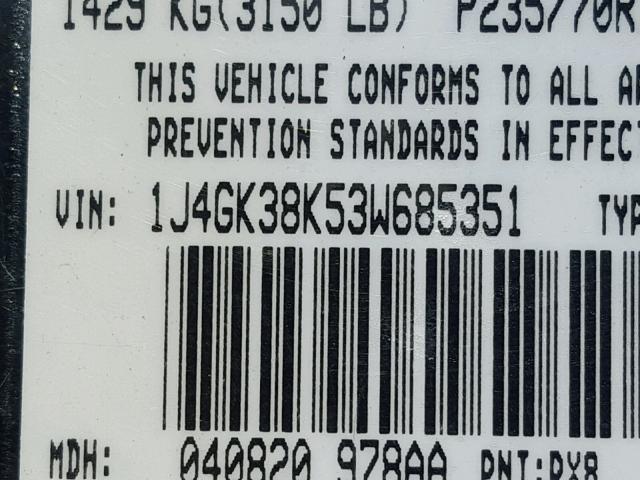 1429 KG(3150 LB) P235/70R
THIS VEHICLE CONFORMS TO ALL AP
PREVENTION STANDARDS IN EFFECT
VIN: 1J4GK38K53W685351 TYP
MDH: 040820 978AA PNT:PX8